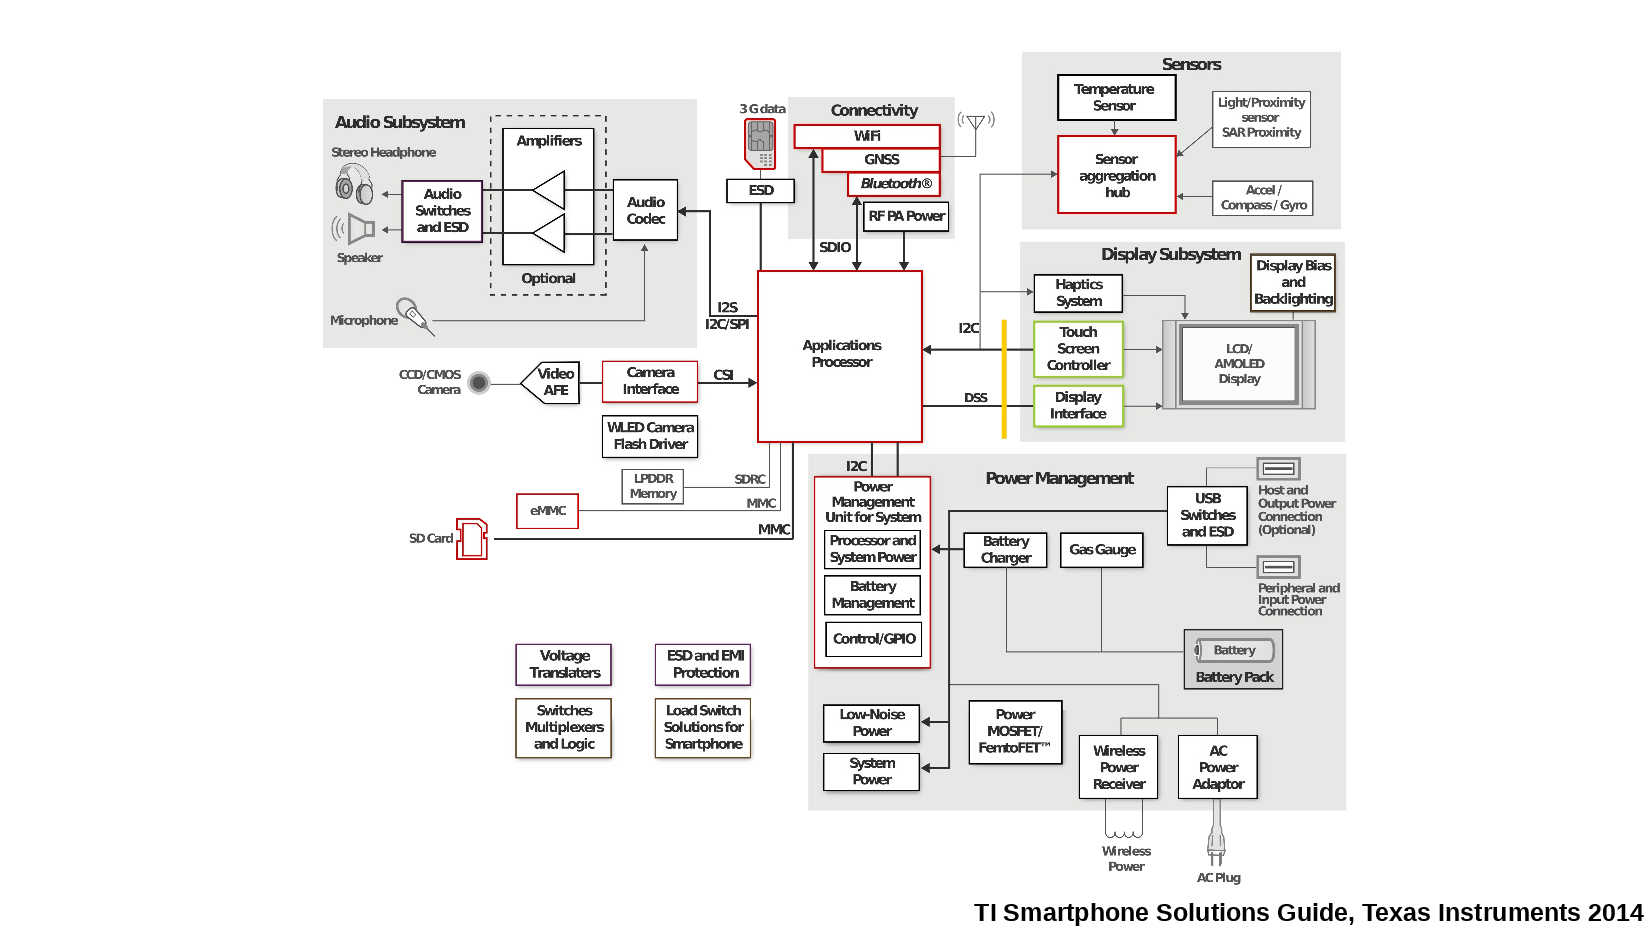 Sensors
Temperature
Sensor
Light/Proximity
sensor
SAR Proximity
Sensor
aggregation
hub
Accel /
Compass / Gyro
3 G data
Connectivity
WiFi
GNSS
Bluetooth®
ESD
RF PA Power
SDIO
Audio Subsystem
Stereo Headphone
Amplifiers
Audio
Switches
and ESD
Audio
Codec
Speaker
Optional
Microphone
I2S
I2C/SPI
Display Subsystem
Display Bias
and
Backlighting
Haptics
System
I2C
Touch
Screen
Controller
LCD/
AMOLED
Display
DSS
Display
Interface
Applications
Processor
CCD/CMOS
Camera
Video
AFE
Camera
Interface
CSI
WLED Camera
Flash Driver
LPDDR
Memory
SDRC
eMMC
MMC
SD Card
MMC
I2C
Power Management
Power
Management
Unit for System
Processor and
System Power
Battery
Management
Control/GPIO
Battery
Charger
Gas Gauge
USB
Switches
and ESD
Host and
Output Power
Connection
(Optional)
Peripheral and
Input Power
Connection
Battery
Battery Pack
Voltage
Translaters
ESD and EMI
Protection
Switches
Multiplexers
and Logic
Load Switch
Solutions for
Smartphone
Low-Noise
Power
System
Power
Power
MOSFET/
FemtoFET™
Wireless
Power
Receiver
AC
Power
Adaptor
Wireless
Power
AC Plug
TI Smartphone Solutions Guide, Texas Instruments 2014